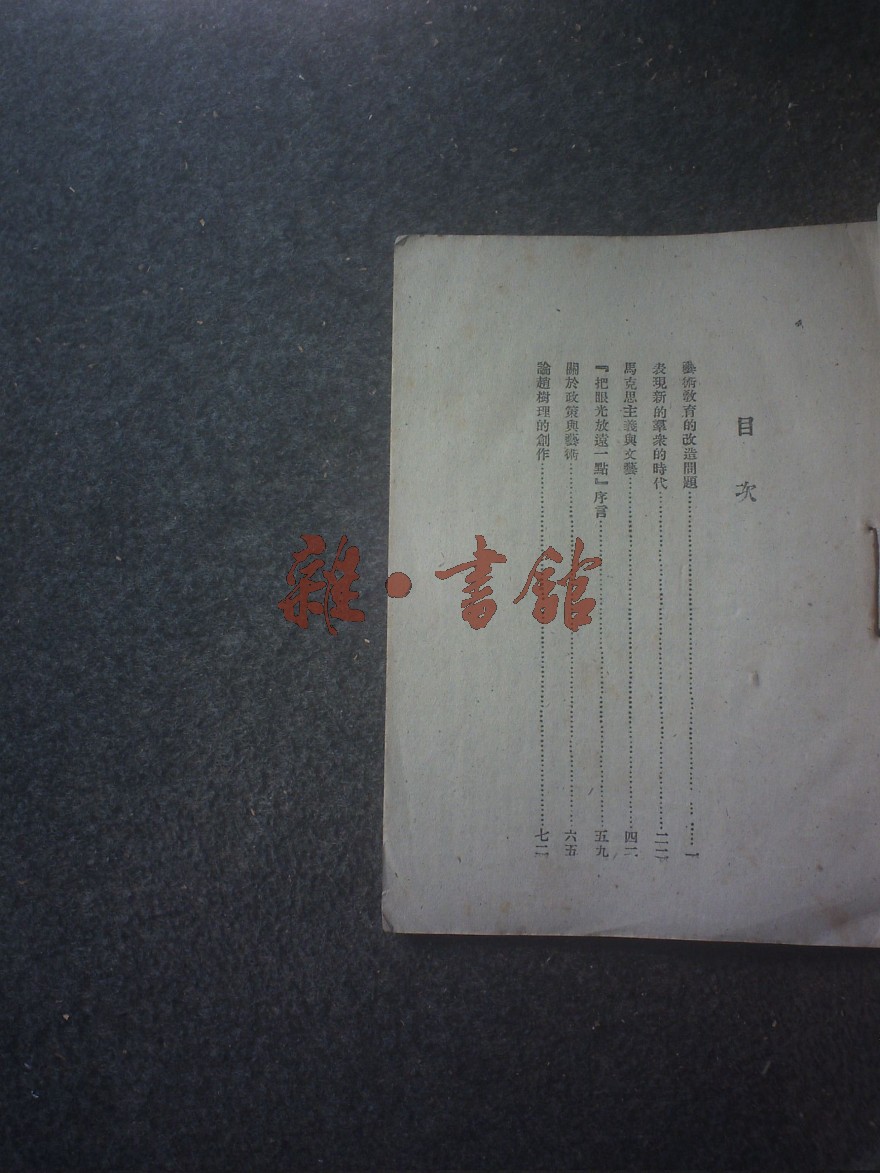 目次
藝術教育的改造問題……一
表現新的羣衆的時代……二二
馬克思主義與文藝……四二
『把眼光放遠一點』序言……五九
關於政策與藝術……六五
論趙樹理的創作……七二
雜·書館